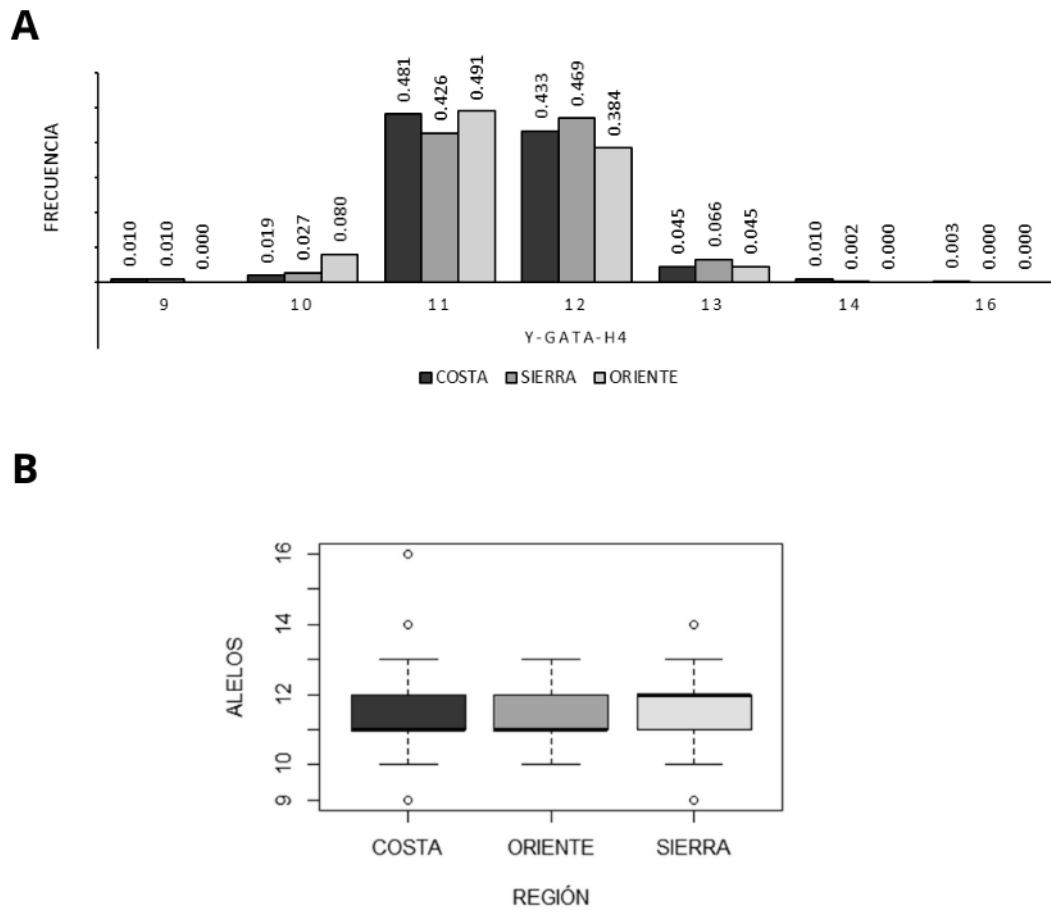 A
FRECUENCIA
0.010 0.010 0.000 0.019 0.027 0.080 0.481 0.426 0.491 0.433 0.469 0.384 0.045 0.066 0.045 0.010 0.002 0.000 0.003 0.000 0.000
9 10 11 12 13 14 16
Y-GATA-H4
COSTA SIERRA ORIENTE
B
ALELOS
16
14
12
10
9
COSTA ORIENTE SIERRA
REGIÓN